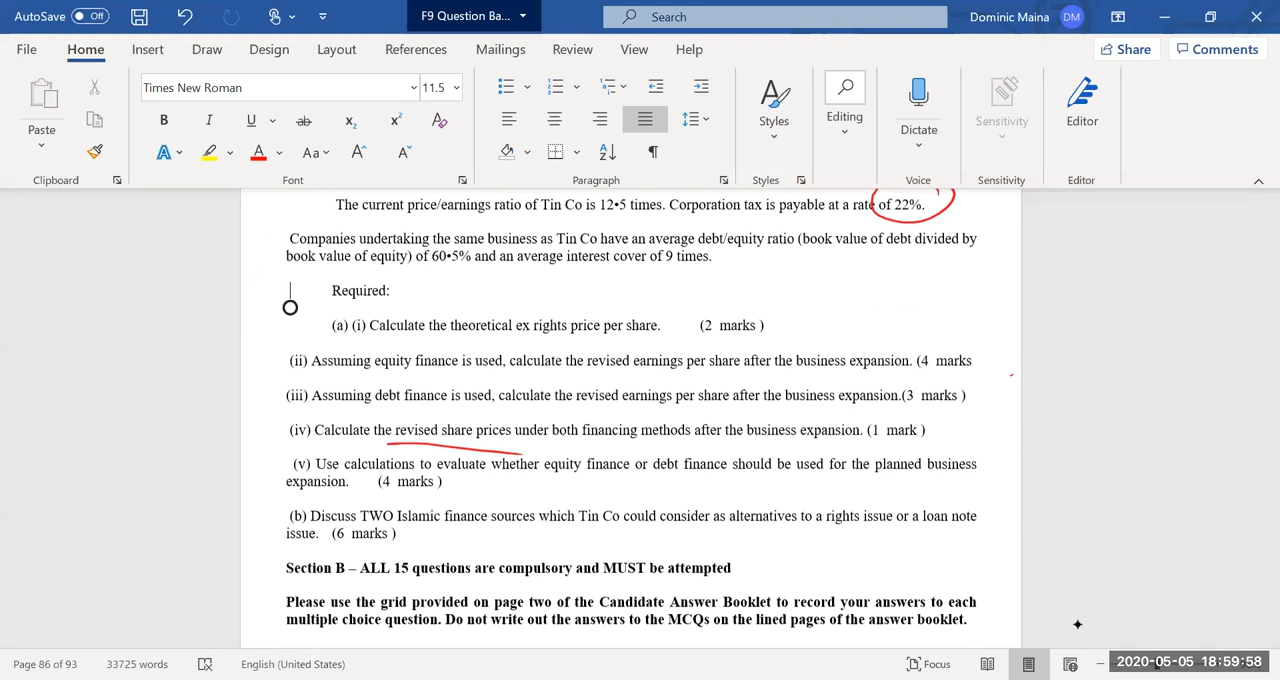 AutoSave Off F9 Question Ba... Search Dominic Maina DM
File Home Insert Draw Design Layout References Mailings Review View Help Share Comments
Times New Roman 11.5
Paste Styles Editing Dictate Sensitivity Editor
Clipboard Font Paragraph Styles Voice Sensitivity Editor
The current price/earnings ratio of Tin Co is 12•5 times. Corporation tax is payable at a rate of 22%.
Companies undertaking the same business as Tin Co have an average debt/equity ratio (book value of debt divided by
book value of equity) of 60•5% and an average interest cover of 9 times.
Required:
(a) (i) Calculate the theoretical ex rights price per share. (2 marks )
(ii) Assuming equity finance is used, calculate the revised earnings per share after the business expansion. (4 marks
(iii) Assuming debt finance is used, calculate the revised earnings per share after the business expansion.(3 marks )
(iv) Calculate the revised share prices under both financing methods after the business expansion. (1 mark )
(v) Use calculations to evaluate whether equity finance or debt finance should be used for the planned business
expansion. (4 marks )
(b) Discuss TWO Islamic finance sources which Tin Co could consider as alternatives to a rights issue or a loan note
issue. (6 marks )
Section B – ALL 15 questions are compulsory and MUST be attempted
Please use the grid provided on page two of the Candidate Answer Booklet to record your answers to each
multiple choice question. Do not write out the answers to the MCQs on the lined pages of the answer booklet.
Page 86 of 93 33725 words English (United States) Focus 2020-05-05 18:59:58